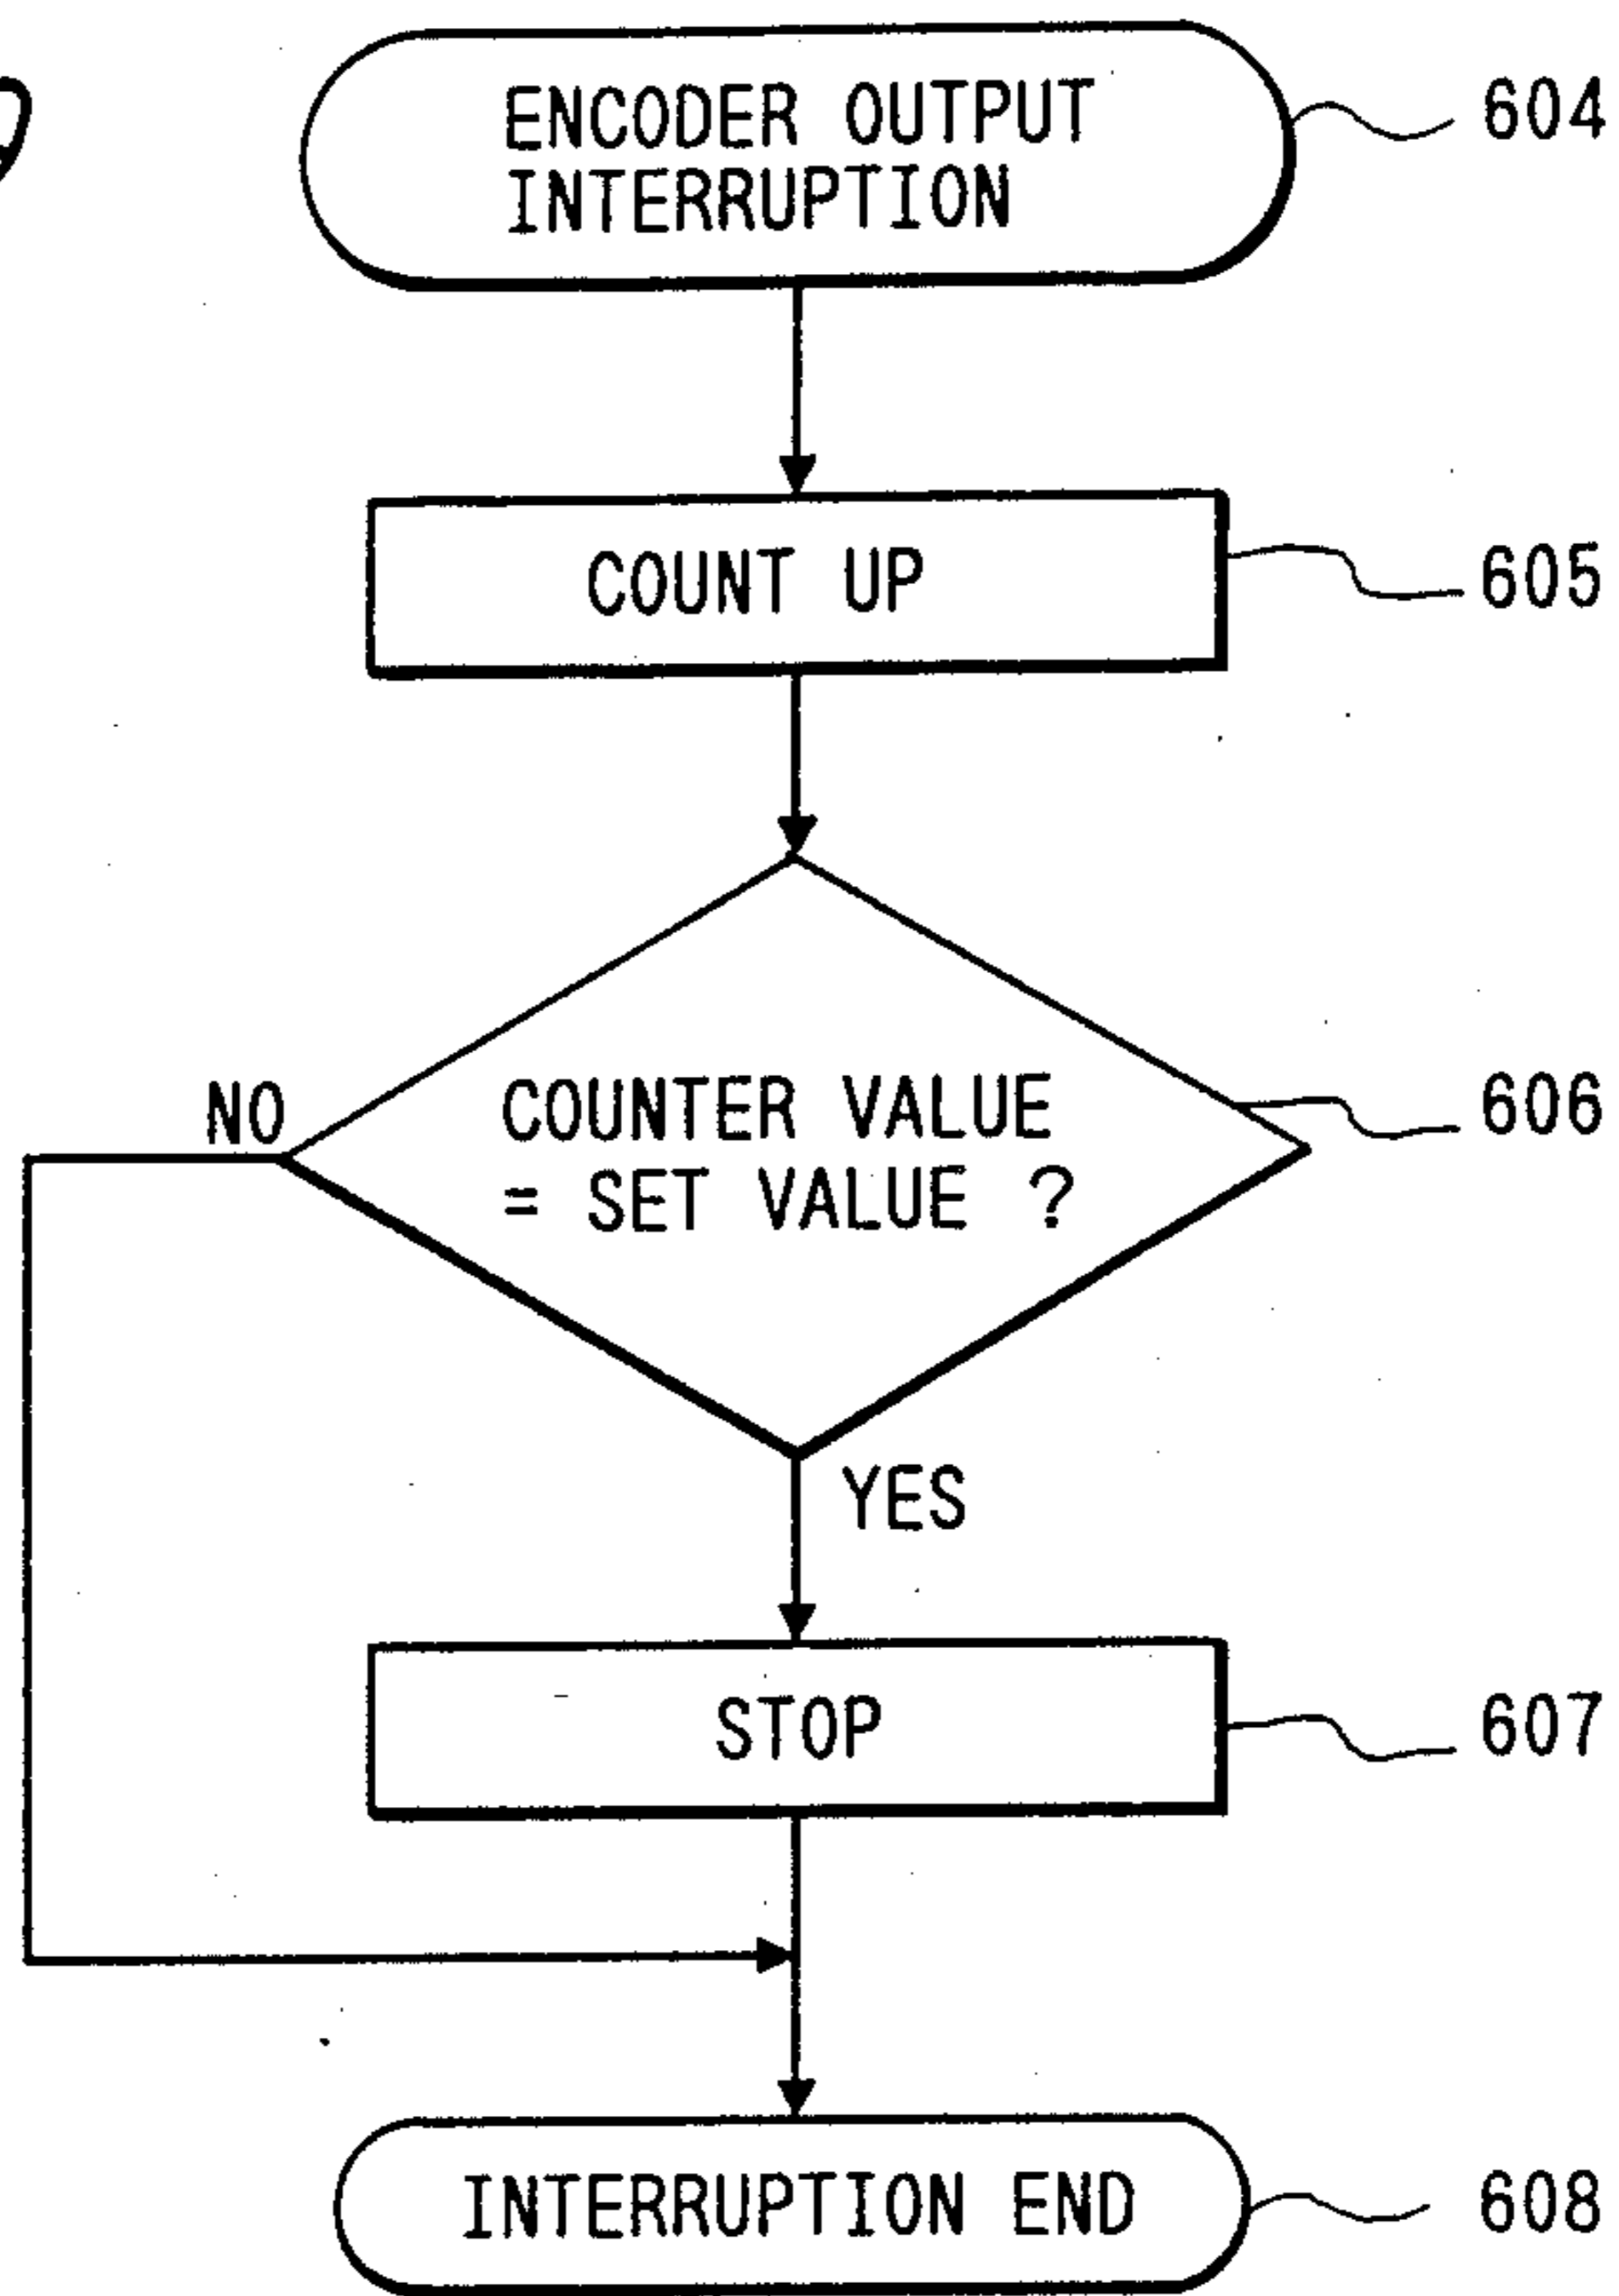 ENCODER OUTPUT
INTERRUPTION
604
COUNT UP
605
NO
COUNTER VALUE
= SET VALUE ?
606
YES
STOP
607
INTERRUPTION END
608